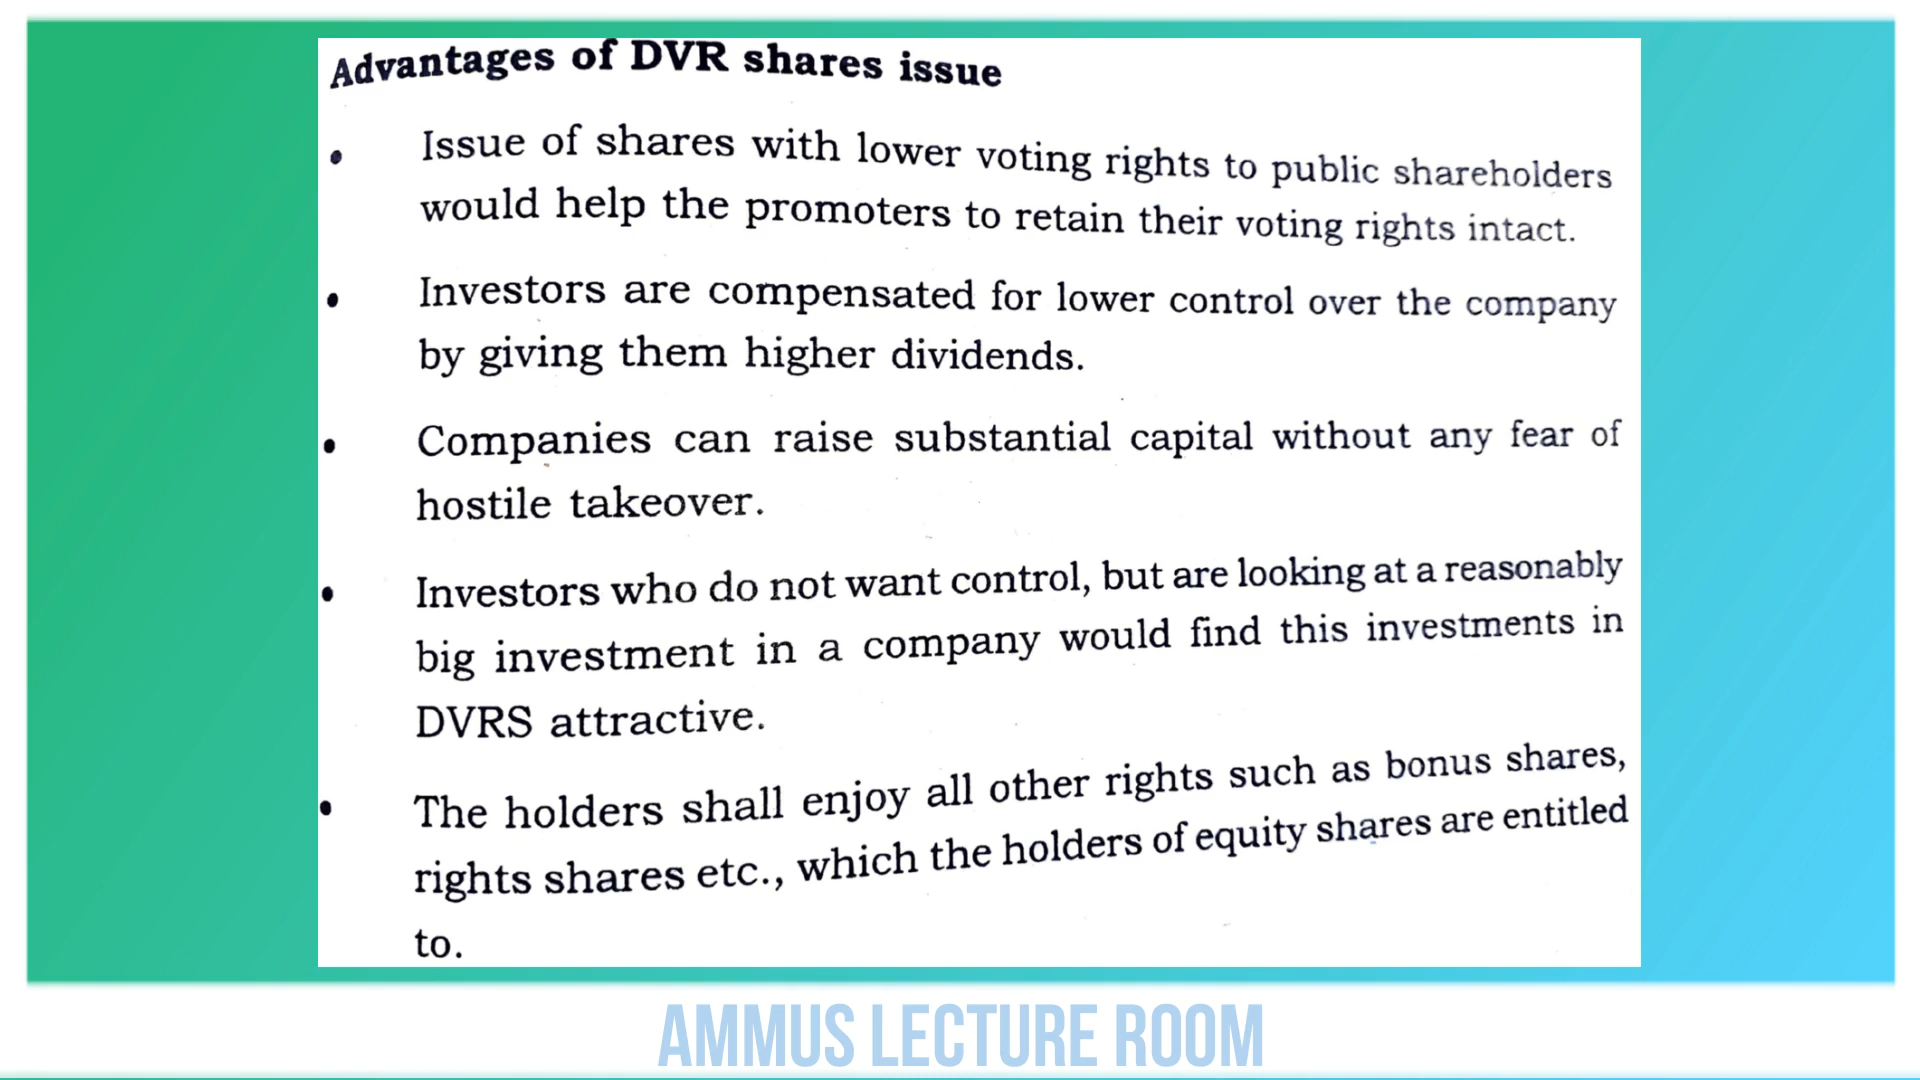 Advantages of DVR shares issue
• Issue of shares with lower voting rights to public shareholders
would help the promoters to retain their voting rights intact.
• Investors are compensated for lower control over the company
by giving them higher dividends.
• Companies can raise substantial capital without any fear of
hostile takeover.
• Investors who do not want control, but are looking at a reasonably
big investment in a company would find this investments in
DVRS attractive.
• The holders shall enjoy all other rights such as bonus shares,
rights shares etc., which the holders of equity shares are entitled
to.
AMMUS LECTURE ROOM